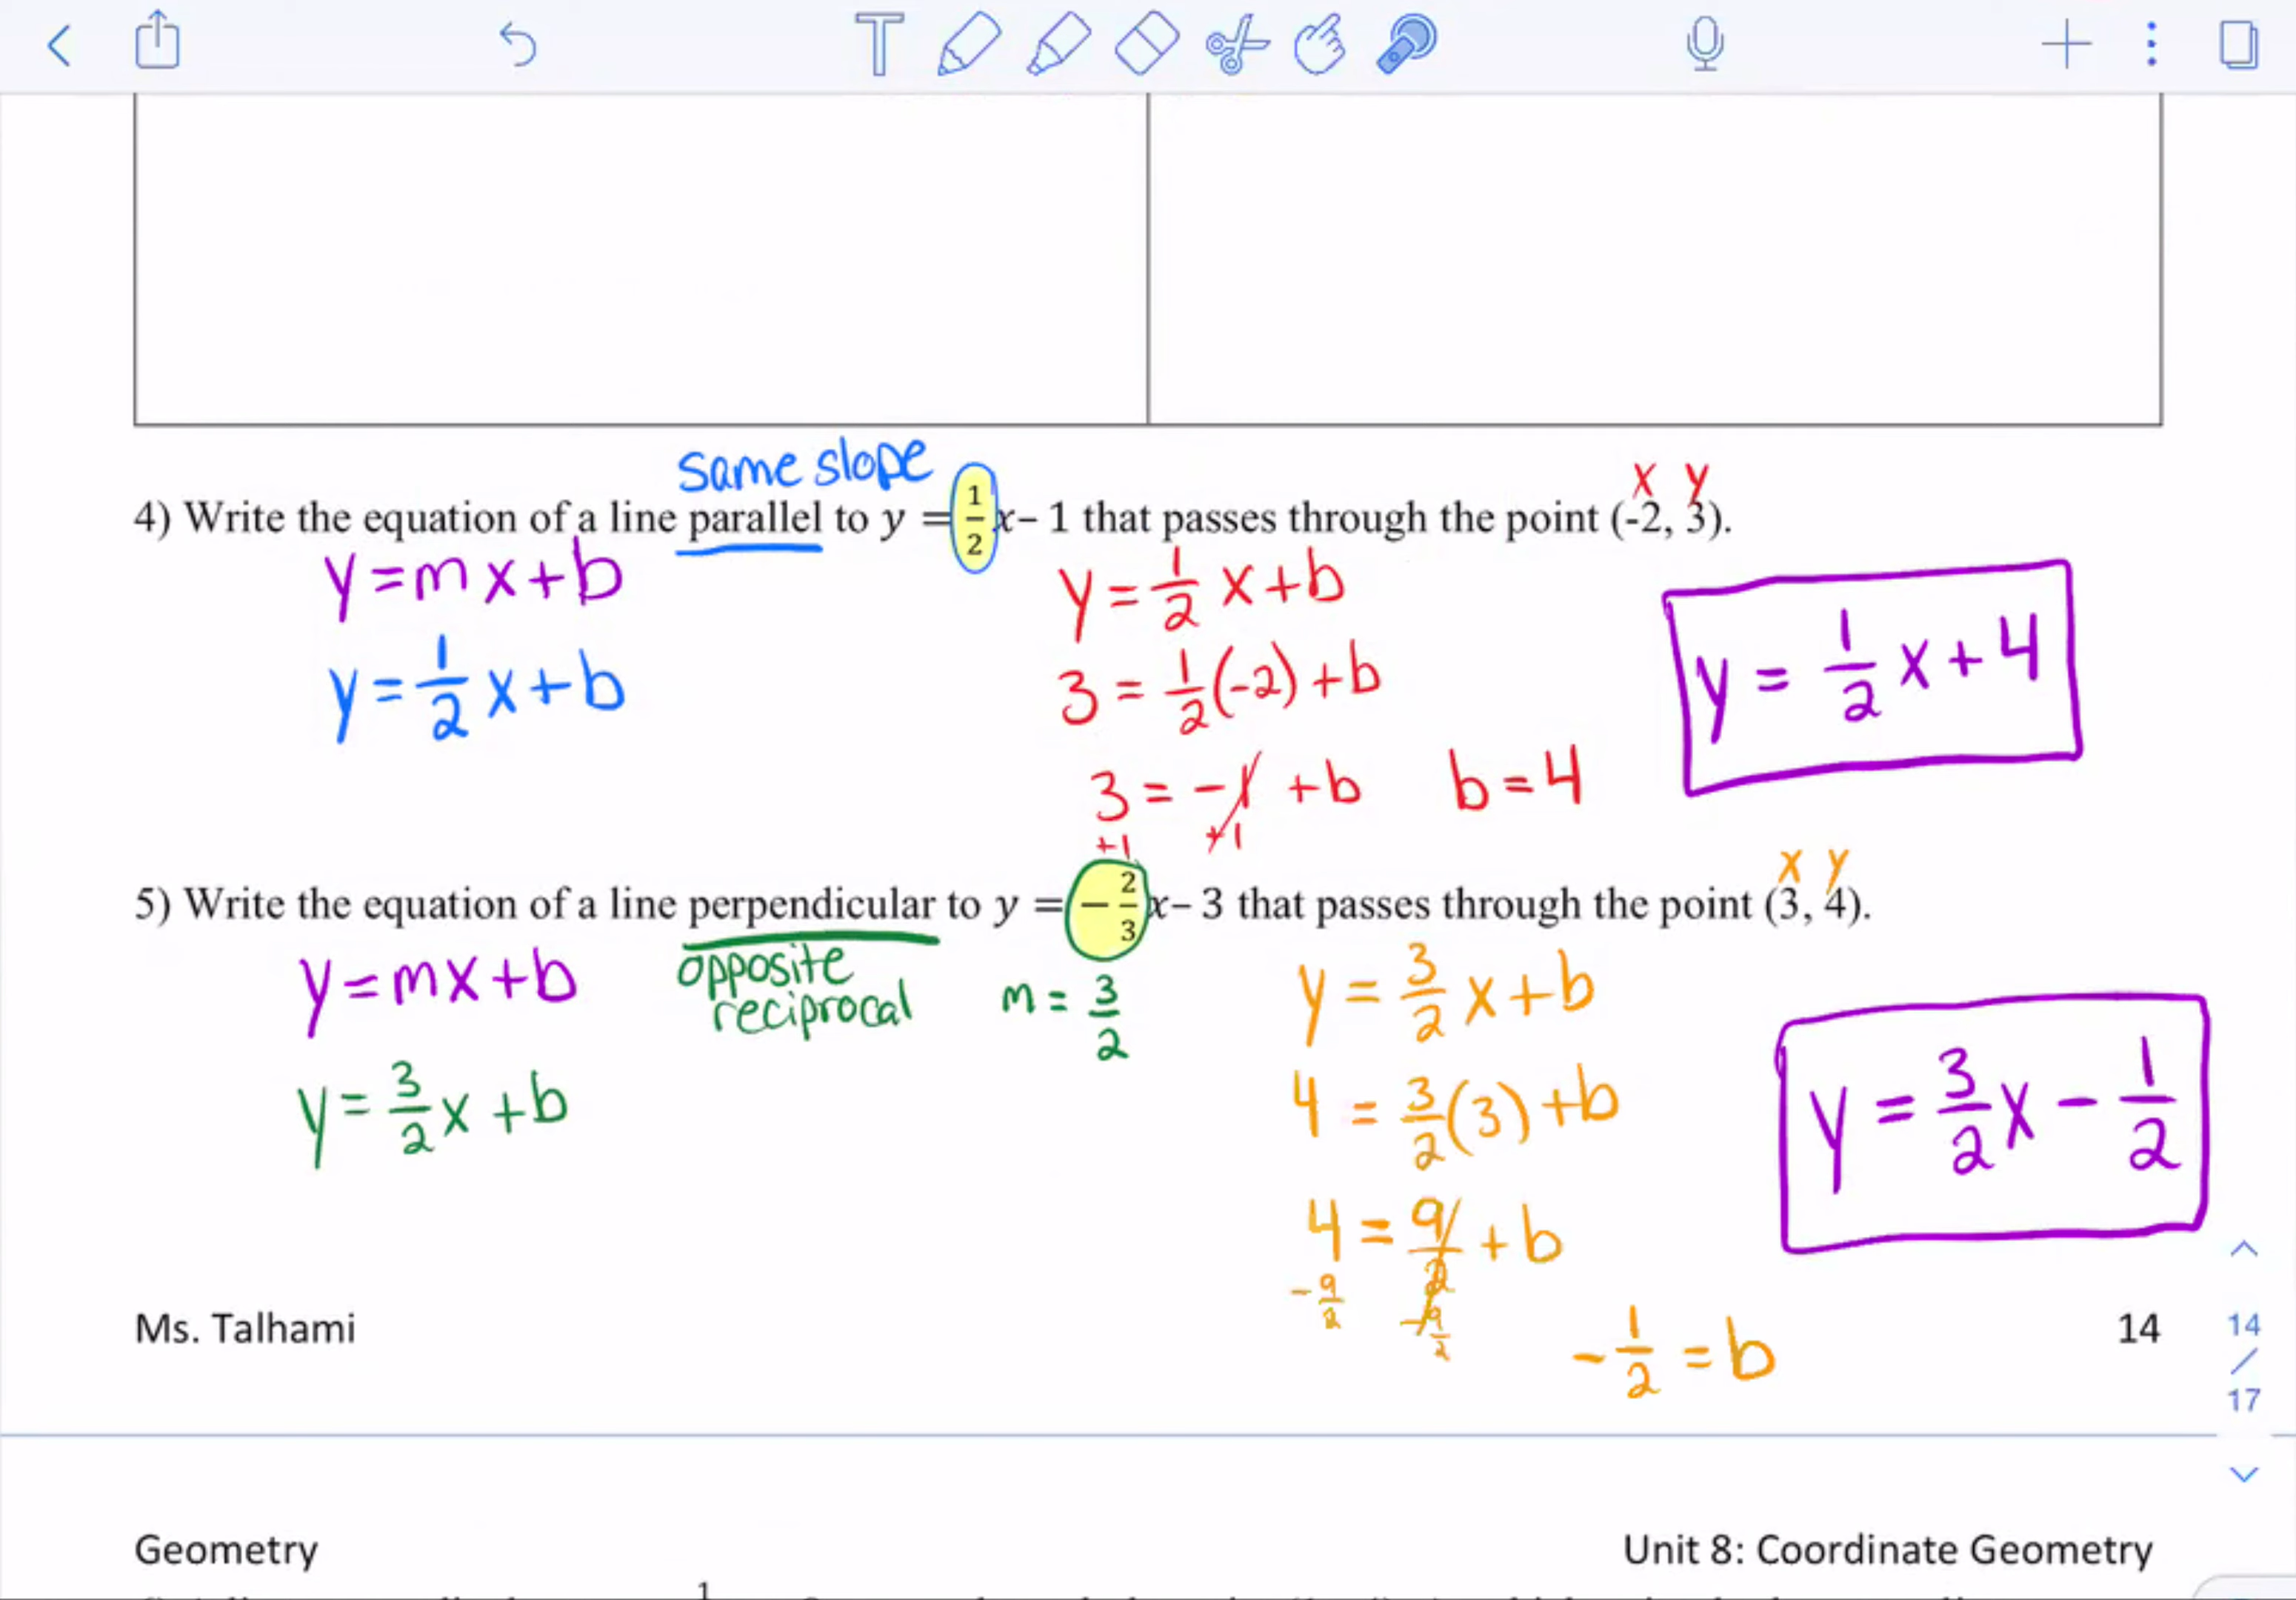 same slope
x y
4) Write the equation of a line parallel to y = 1/2 x – 1 that passes through the point (-2, 3).
y = mx + b
y = 1/2 x + b
y = 1/2 x + b
3 = 1/2 (-2) + b
3 = -1 + b
+1 +1
b = 4
y = 1/2 x + 4
x y
5) Write the equation of a line perpendicular to y = – 2/3 x – 3 that passes through the point (3, 4).
y = mx + b
opposite
reciprocal
m = 3/2
y = 3/2 x + b
y = 3/2 x + b
4 = 3/2 (3) + b
4 = 9/2 + b
- 9/2 - 9/2
- 1/2 = b
y = 3/2 x - 1/2
Ms. Talhami
14
14
/
17
Geometry
Unit 8: Coordinate Geometry